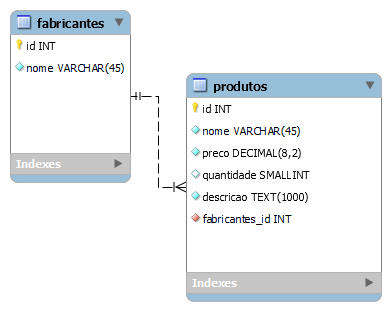 fabricantes
id INT
nome VARCHAR(45)
Indexes
produtos
id INT
nome VARCHAR(45)
preco DECIMAL(8,2)
quantidade SMALLINT
descricao TEXT(1000)
fabricantes_id INT
Indexes